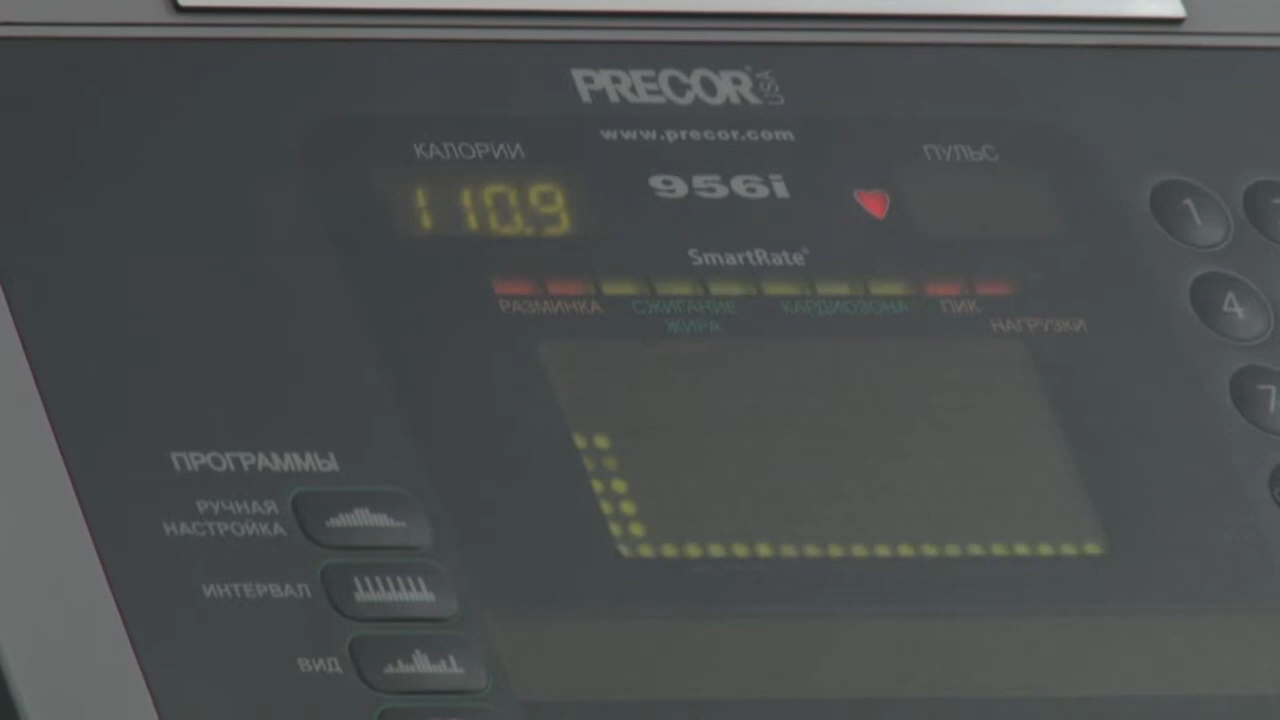 PRECOR USA
www.precor.com
КАЛОРИИ
ПУЛЬС
110.9
956i
SmartRate
РАЗМИНКА
СЖИГАНИЕ
ЖИРА
КАРДИОЗОНА
ПИК
НАГРУЗКИ
1
4
7
ПРОГРАММЫ
РУЧНАЯ
НАСТРОЙКА
ИНТЕРВАЛ
ВИД